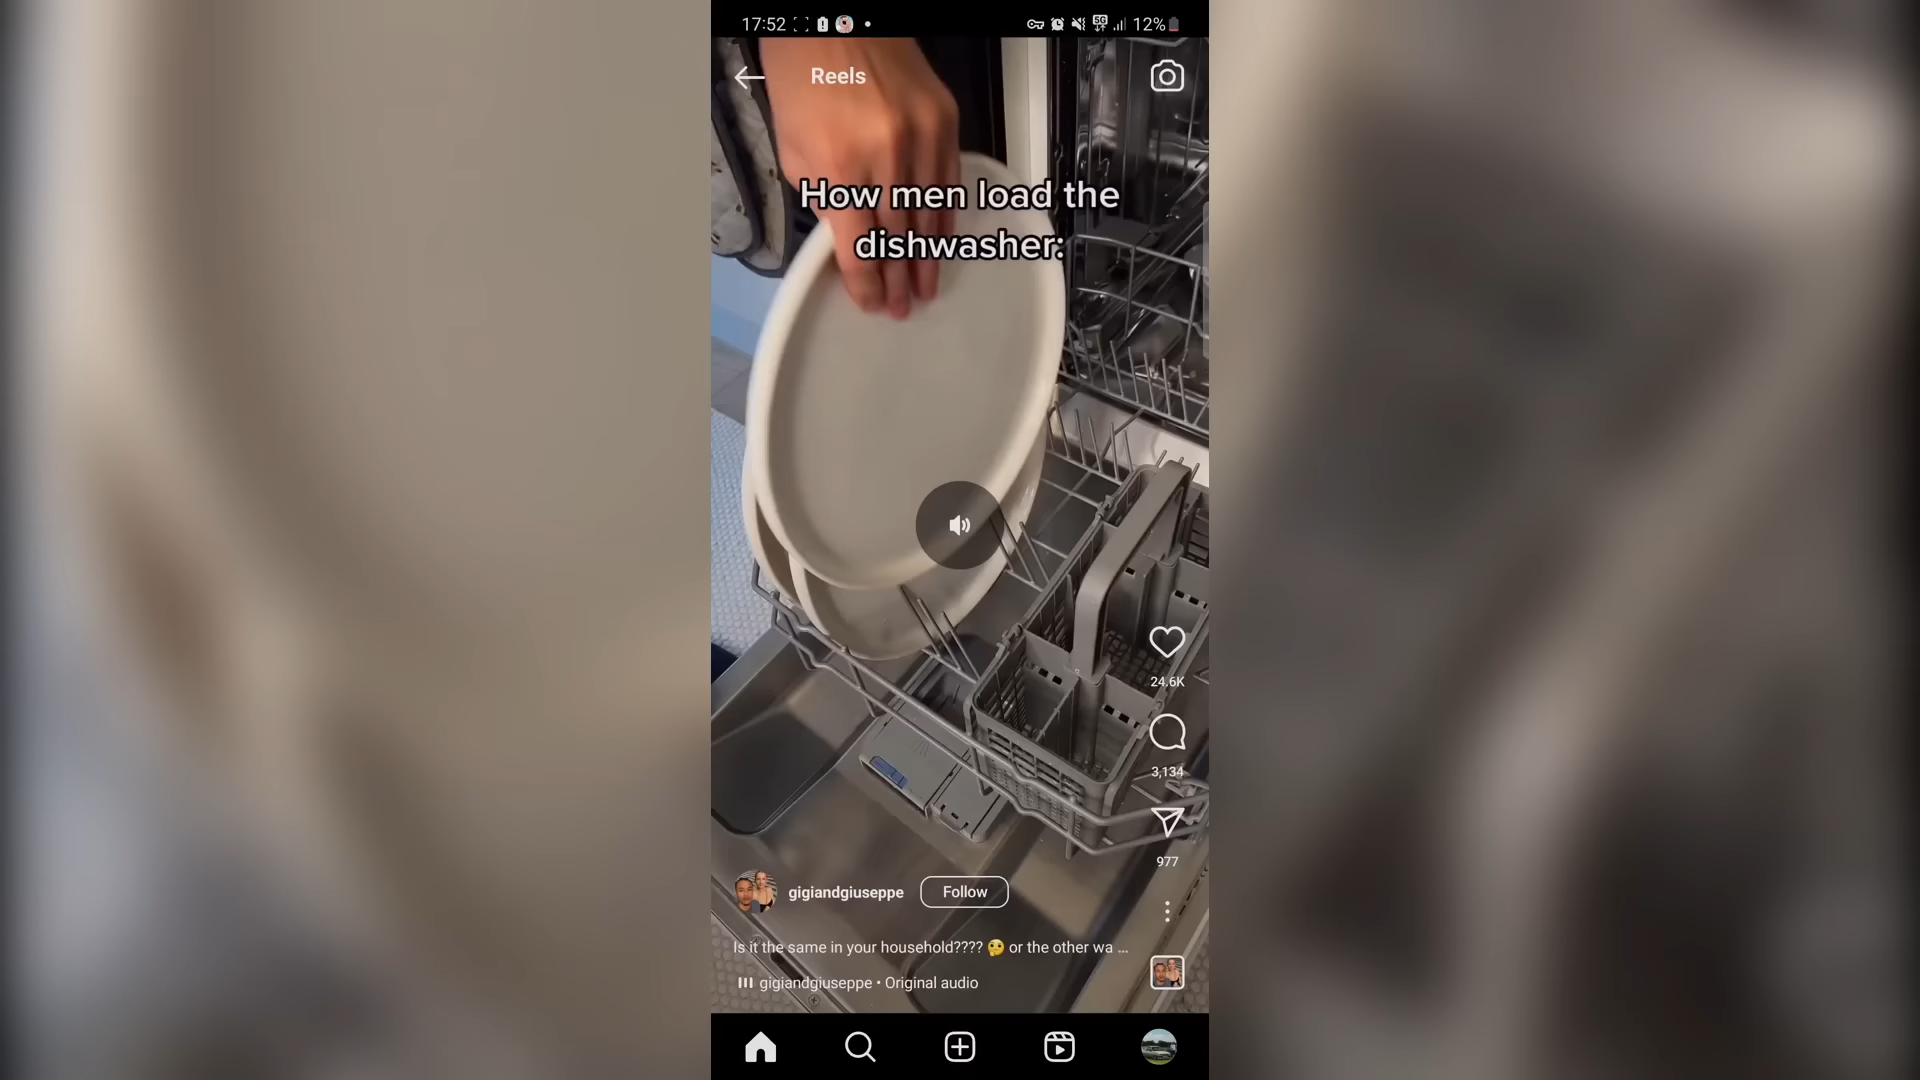 17:52
5G
12%
Reels
How men load the
dishwasher:
24.6K
3,134
977
gigiandgiuseppe
Follow
Is it the same in your household???? 🤔 or the other wa ...
gigiandgiuseppe • Original audio